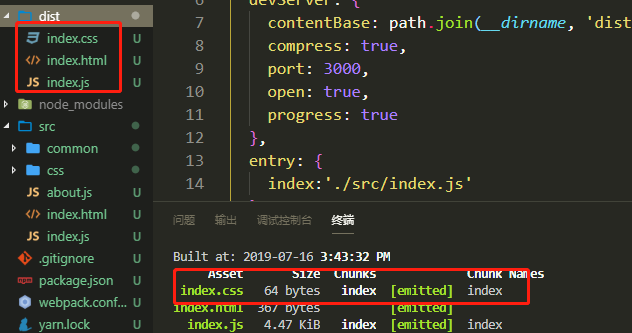 dist
index.css U
index.html U
JS index.js U
node_modules
src
common
css
JS about.js U
index.html U
JS index.js U
.gitignore U
package.json U
webpack.conf... U
yarn.lock U
6 devServer: {
7 contentBase: path.join(__dirname, 'dist
8 compress: true,
9 port: 3000,
10 open: true,
11 progress: true
12 },
13 entry: {
14 index:'./src/index.js'
问题 输出 调试控制台 终端
Built at: 2019-07-16 3:43:32 PM
Asset Size Chunks Chunk Names
index.css 64 bytes index [emitted] index
index.html 367 bytes [emitted]
index.js 4.47 KiB index [emitted] index